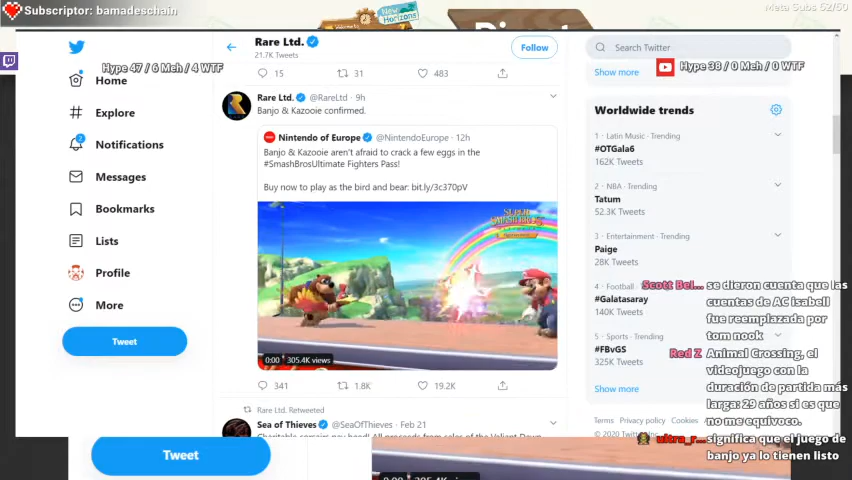 Subscriptor: bamadeschain
New
Horizons
Meta Subs 52/50
Hype 47 / 6 Meh / 4 WTF
Home
Explore
2
Notifications
Messages
Bookmarks
Lists
Profile
More
Tweet
Tweet
Rare Ltd.
21.7K Tweets
Follow
15
31
483
Rare Ltd. @RareLtd · 9h
Banjo & Kazooie confirmed.
Nintendo of Europe @NintendoEurope · 12h
Banjo & Kazooie aren't afraid to crack a few eggs in the
#SmashBrosUltimate Fighters Pass!
Buy now to play as the bird and bear: bit.ly/3c370pV
SUPER
SMASH BROS
0:00 305.4K views
341
1.8K
19.2K
Rare Ltd. Retweeted
Sea of Thieves @SeaOfThieves · Feb 21
Search Twitter
Show more
Hype 38 / 0 Meh / 0 WTF
Worldwide trends
1 · Latin Music · Trending
#OTGala6
162K Tweets
2 · NBA · Trending
Tatum
52.3K Tweets
3 · Entertainment · Trending
Paige
28K Tweets
4 · Football
#Galatasaray
140K Tweets
5 · Sports · Trending
#FBvGS
325K Tweets
Show more
Terms Privacy policy Cookies
© 2020
Scott Bel... se dieron cuenta que las
cuentas de AC isabell
fue reemplazada por
tom nook
Red Z Animal Crossing, el
videojuego con la
duración de partida más
larga: 29 años si es que
no me equivoco.
ultra_r... significa que el juego de
banjo ya lo tienen listo